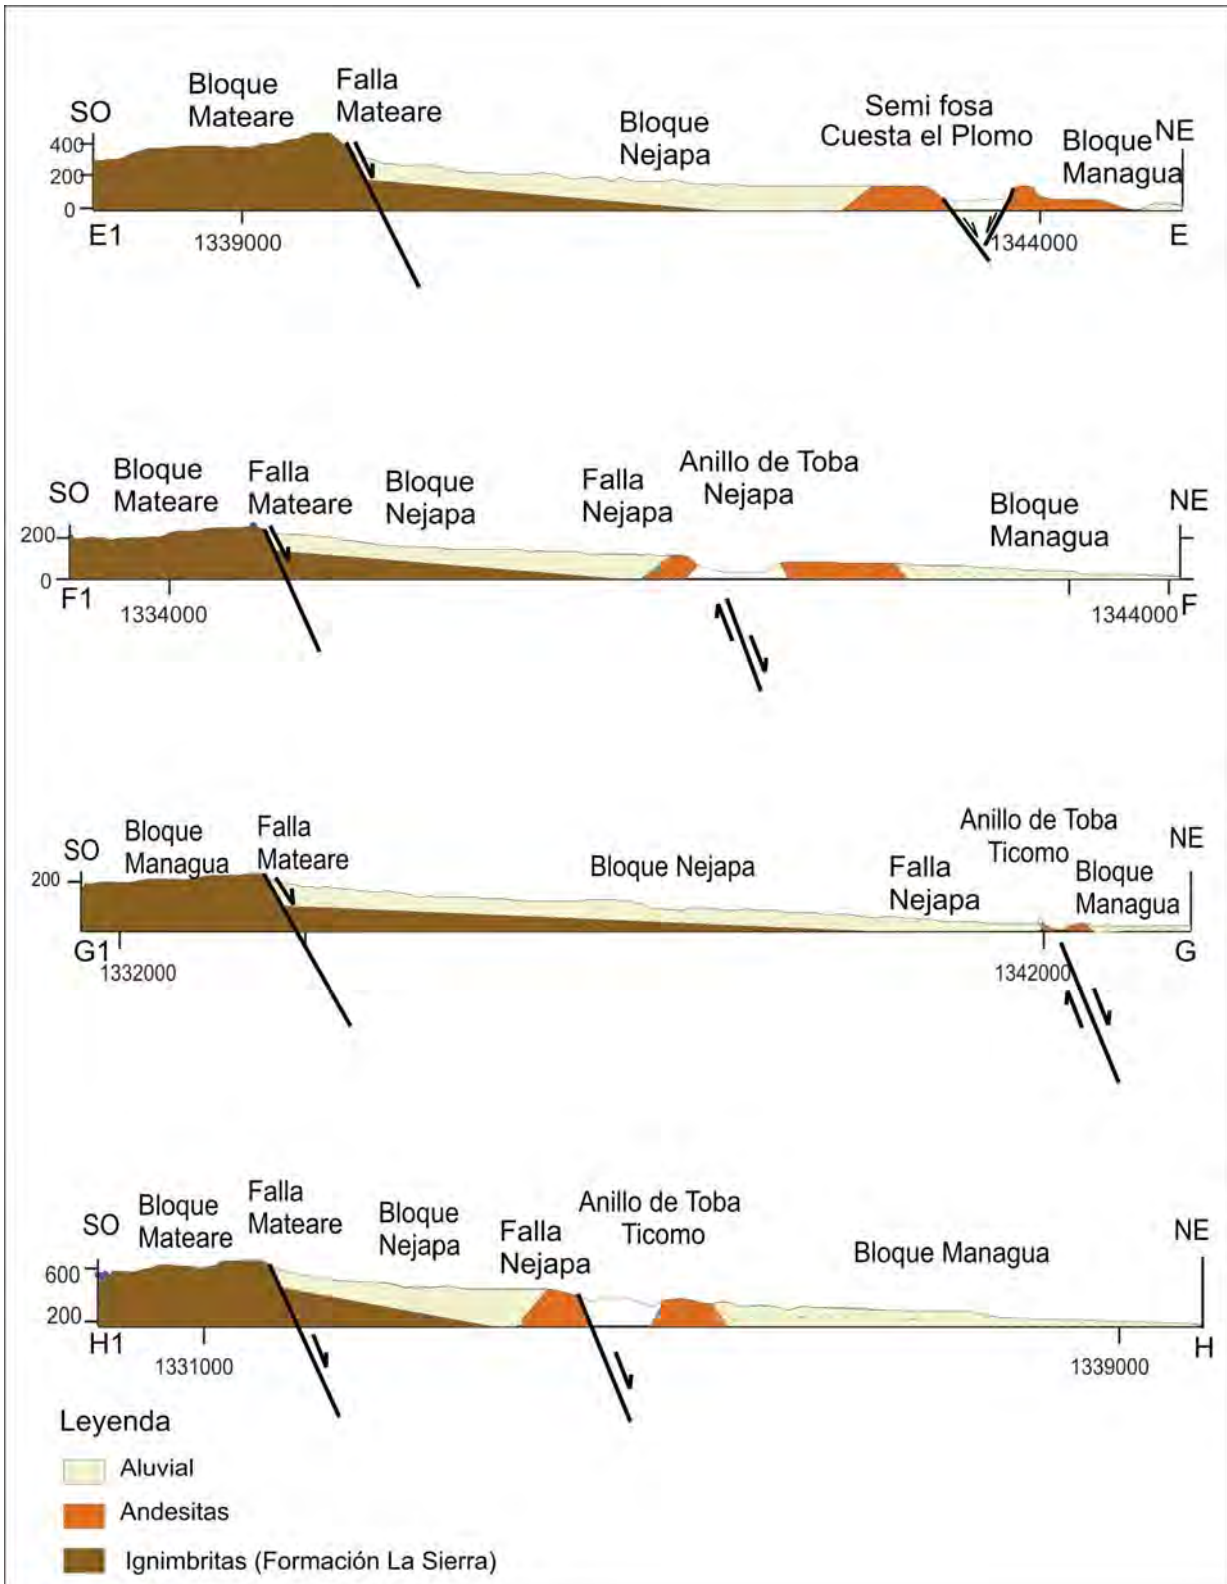 Bloque
Mateare
Falla
Mateare
Bloque
Nejapa
Semi fosa
Cuesta el Plomo
Bloque
Managua
SO
NE
400
200
0
E1
1339000
1344000
E
Bloque
Mateare
Falla
Mateare
Bloque
Nejapa
Falla
Nejapa
Anillo de Toba
Nejapa
Bloque
Managua
SO
NE
200
0
F1
1334000
1344000
F
Bloque
Managua
Falla
Mateare
Bloque Nejapa
Falla
Nejapa
Anillo de Toba
Ticomo
Bloque
Managua
SO
NE
200
G1
1332000
1342000
G
Bloque
Mateare
Falla
Mateare
Bloque
Nejapa
Falla
Nejapa
Anillo de Toba
Ticomo
Bloque Managua
SO
NE
600
200
H1
1331000
1339000
H
Leyenda
Aluvial
Andesitas
Ignimbritas (Formación La Sierra)